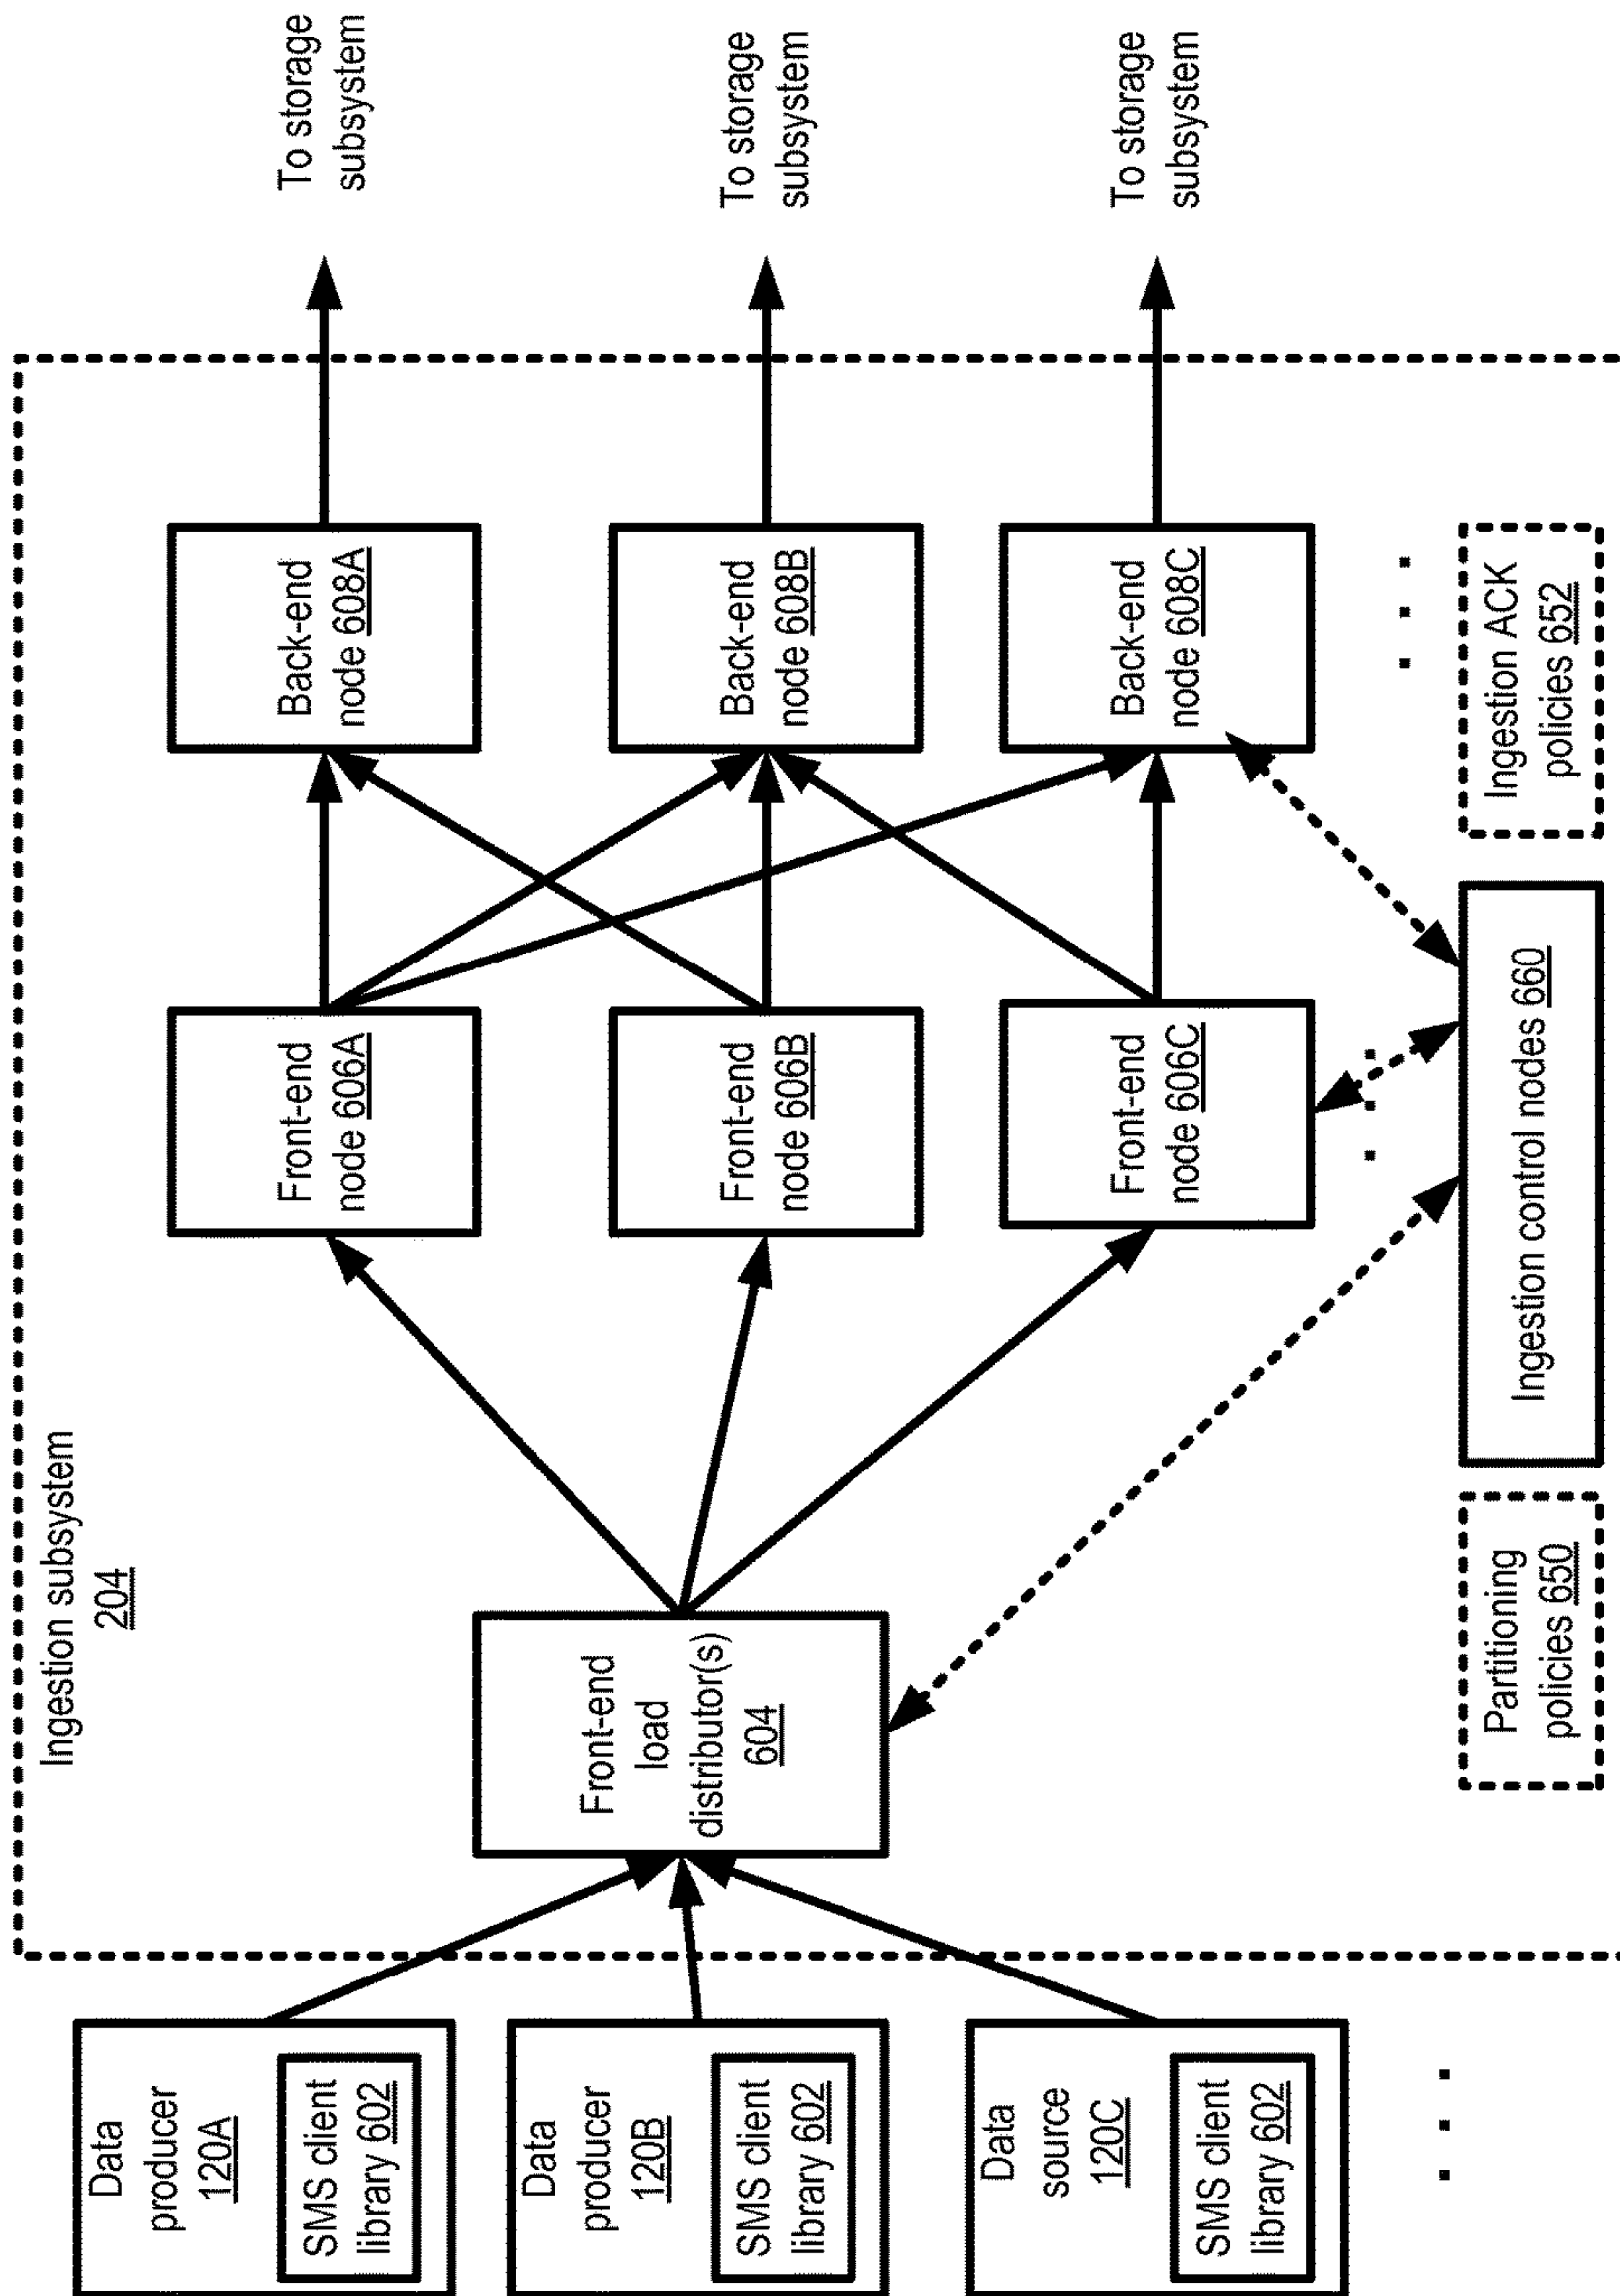 Ingestion subsystem
204
Data
producer
120A
SMS client
library 602
Data
producer
120B
SMS client
library 602
Data
source
120C
SMS client
library 602
. . .
Front-end
load
distributor(s)
604
Front-end
node 606A
Front-end
node 606B
Front-end
node 606C
. . .
Back-end
node 608A
Back-end
node 608B
Back-end
node 608C
. . .
To storage
subsystem
To storage
subsystem
To storage
subsystem
Partitioning
policies 650
Ingestion control nodes 660
Ingestion ACK
policies 652